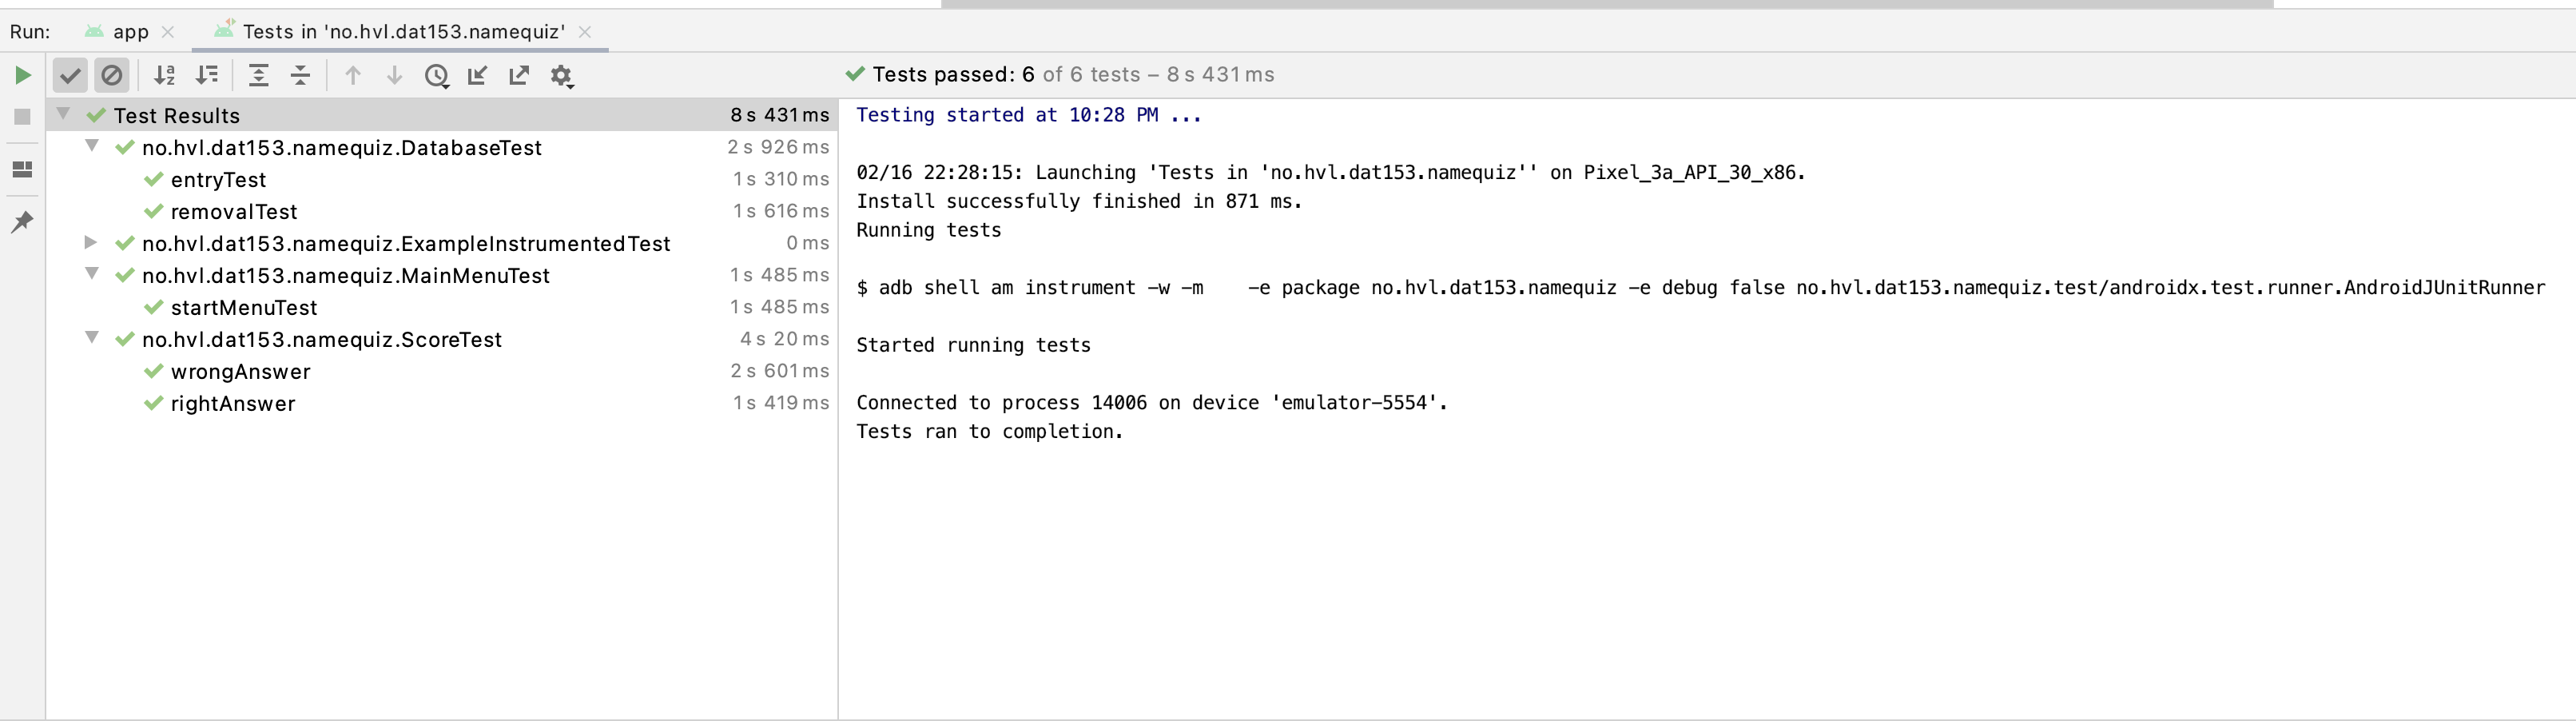 Run: app Tests in 'no.hvl.dat153.namequiz'
Tests passed: 6 of 6 tests – 8 s 431 ms
Test Results 8 s 431 ms
no.hvl.dat153.namequiz.DatabaseTest 2 s 926 ms
entryTest 1 s 310 ms
removalTest 1 s 616 ms
no.hvl.dat153.namequiz.ExampleInstrumentedTest 0 ms
no.hvl.dat153.namequiz.MainMenuTest 1 s 485 ms
startMenuTest 1 s 485 ms
no.hvl.dat153.namequiz.ScoreTest 4 s 20 ms
wrongAnswer 2 s 601 ms
rightAnswer 1 s 419 ms
Testing started at 10:28 PM ...
02/16 22:28:15: Launching 'Tests in 'no.hvl.dat153.namequiz'' on Pixel_3a_API_30_x86.
Install successfully finished in 871 ms.
Running tests
$ adb shell am instrument -w -m    -e package no.hvl.dat153.namequiz -e debug false no.hvl.dat153.namequiz.test/androidx.test.runner.AndroidJUnitRunner
Started running tests
Connected to process 14006 on device 'emulator-5554'.
Tests ran to completion.